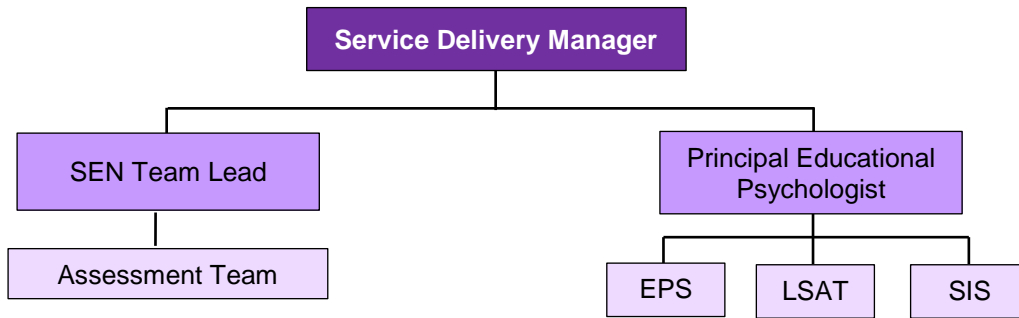 Service Delivery Manager
SEN Team Lead
Principal Educational
Psychologist
Assessment Team
EPS
LSAT
SIS